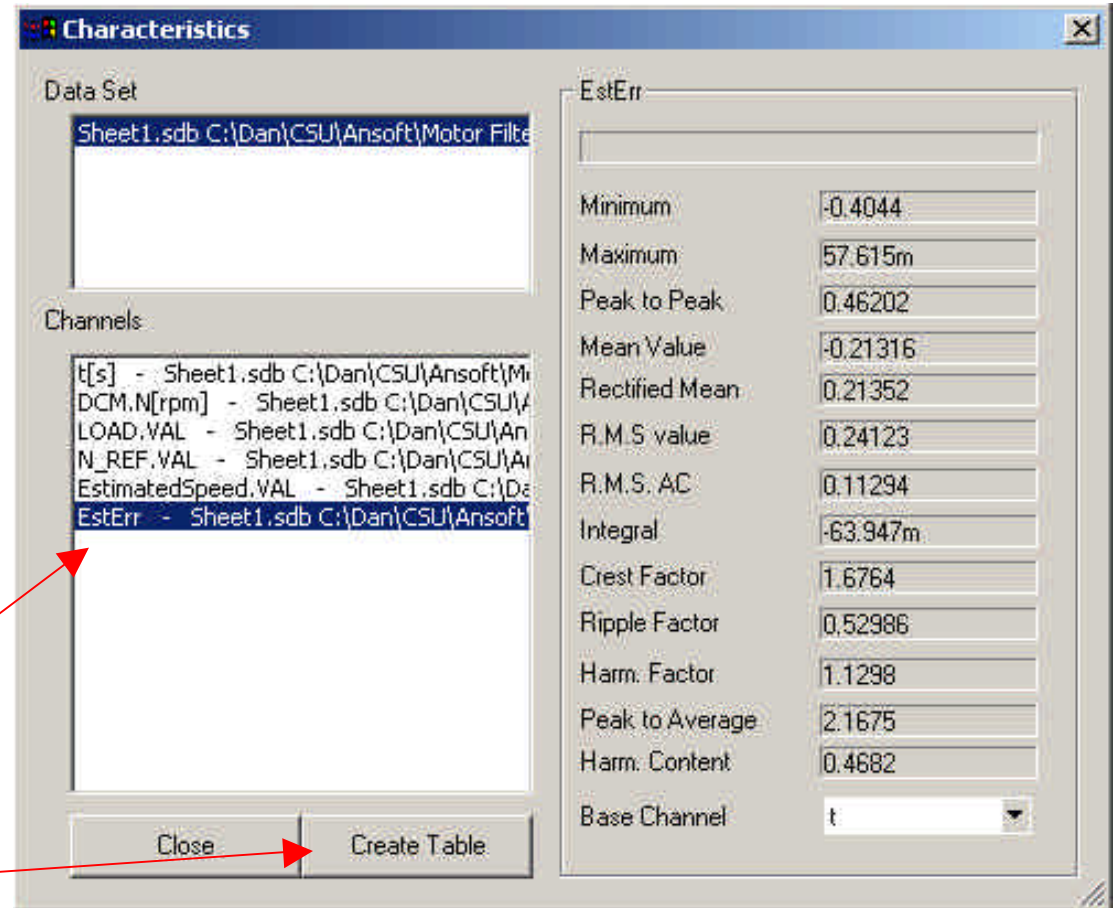 Characteristics
Data Set
Sheet1.sdb C:\Dan\CSU\Ansoft\Motor Filte
Channels
t[s] - Sheet1.sdb C:\Dan\CSU\Ansoft\M
DCM.N[rpm] - Sheet1.sdb C:\Dan\CSU\A
LOAD.VAL - Sheet1.sdb C:\Dan\CSU\An
N_REF.VAL - Sheet1.sdb C:\Dan\CSU\A
EstimatedSpeed.VAL - Sheet1.sdb C:\Da
EstErr - Sheet1.sdb C:\Dan\CSU\Ansoft\
Close
Create Table
EstErr
Minimum -0.4044
Maximum 57.615m
Peak to Peak 0.46202
Mean Value -0.21316
Rectified Mean 0.21352
R.M.S value 0.24123
R.M.S. AC 0.11294
Integral -63.947m
Crest Factor 1.6764
Ripple Factor 0.52986
Harm. Factor 1.1298
Peak to Average 2.1675
Harm. Content 0.4682
Base Channel t